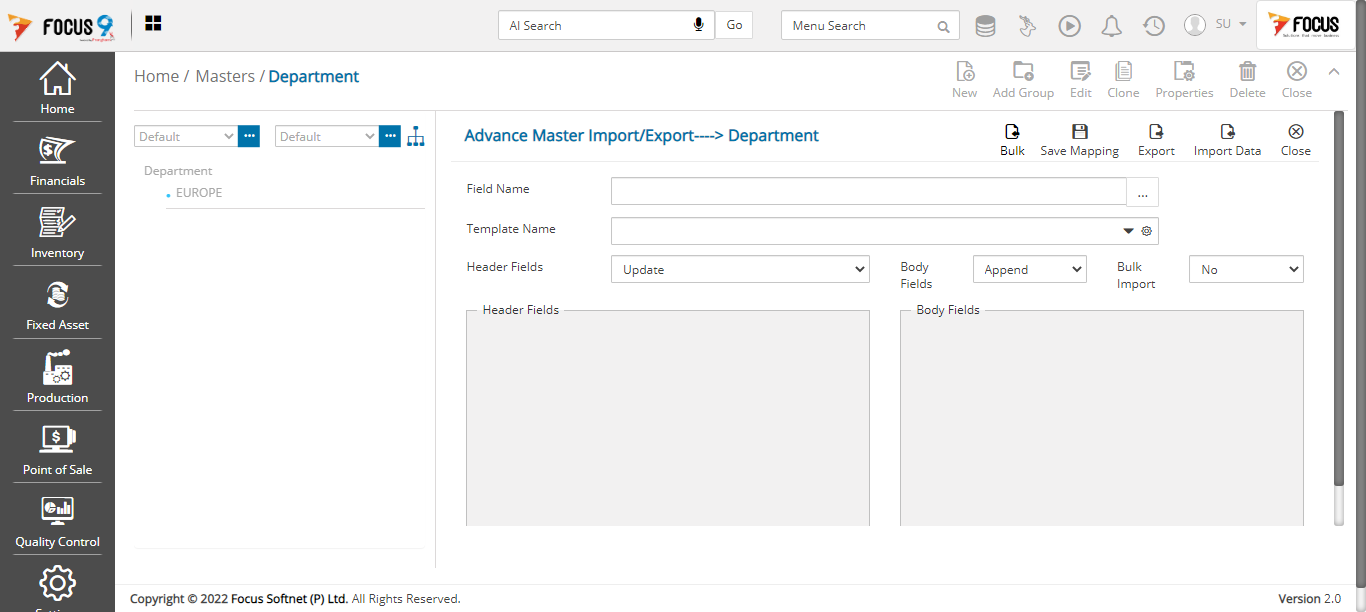 FOCUS 9
AI Search
Go
Menu Search
SU
FOCUS
Home
Financials
Inventory
Fixed Asset
Production
Point of Sale
Quality Control
Home / Masters / Department
New
Add Group
Edit
Clone
Properties
Delete
Close
Default
...
Default
...
Department
EUROPE
Advance Master Import/Export----> Department
Bulk
Save Mapping
Export
Import Data
Close
Field Name
...
Template Name
Header Fields
Update
Body
Fields
Append
Bulk
Import
No
Header Fields
Body Fields
Copyright © 2022 Focus Softnet (P) Ltd. All Rights Reserved.
Version 2.0